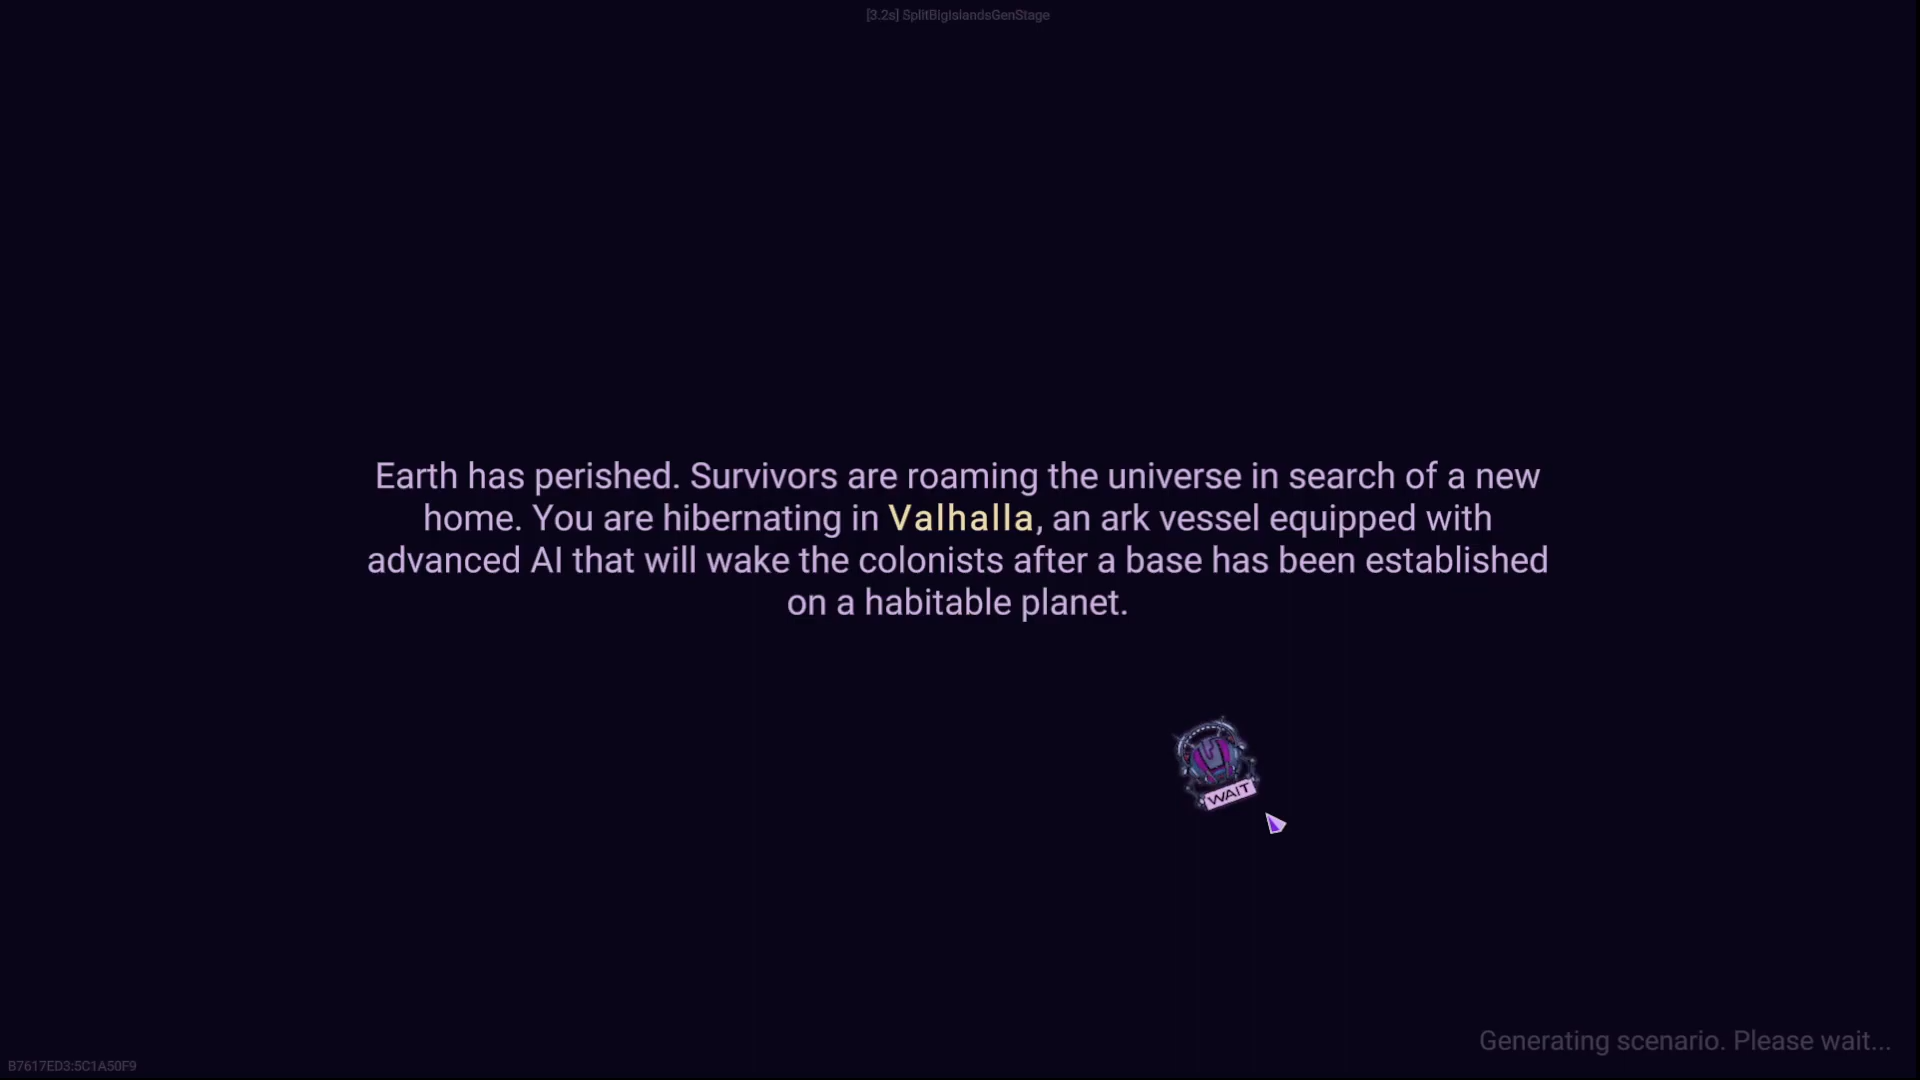 [3.2s] SplitBigIslandsGenStage
Earth has perished. Survivors are roaming the universe in search of a new
home. You are hibernating in Valhalla, an ark vessel equipped with
advanced AI that will wake the colonists after a base has been established
on a habitable planet.
WAIT
Generating scenario. Please wait...
B7617ED3:5C1A50F9